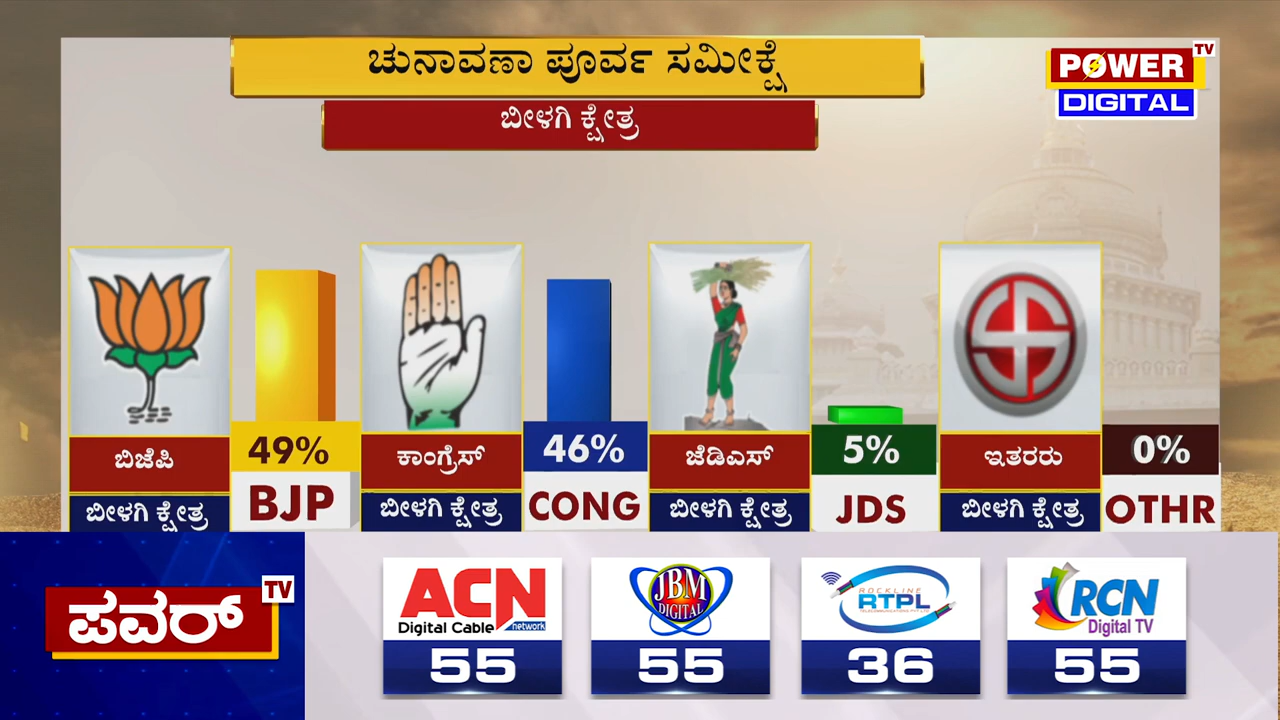 ಚುನಾವಣಾ ಪೂರ್ವ ಸಮೀಕ್ಷೆ
ಬೀಳಗಿ ಕ್ಷೇತ್ರ
POWER TV
DIGITAL
ಬಿಜೆಪಿ
ಬೀಳಗಿ ಕ್ಷೇತ್ರ
49%
BJP
ಕಾಂಗ್ರೆಸ್
ಬೀಳಗಿ ಕ್ಷೇತ್ರ
46%
CONG
ಜೆಡಿಎಸ್
ಬೀಳಗಿ ಕ್ಷೇತ್ರ
5%
JDS
ಇತರರು
ಬೀಳಗಿ ಕ್ಷೇತ್ರ
0%
OTHR
ಪವರ್ TV
ACN
Digital Cable network
55
JBM
DIGITAL
55
ROCKLINE
RTPL
36
RCN
Digital TV
55